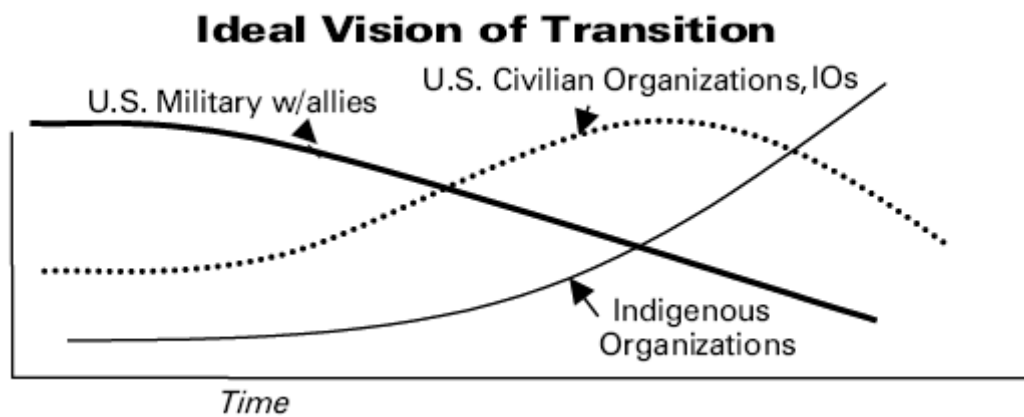 Ideal Vision of Transition
U.S. Civilian Organizations, IOs
U.S. Military w/allies
Indigenous
Organizations
Time